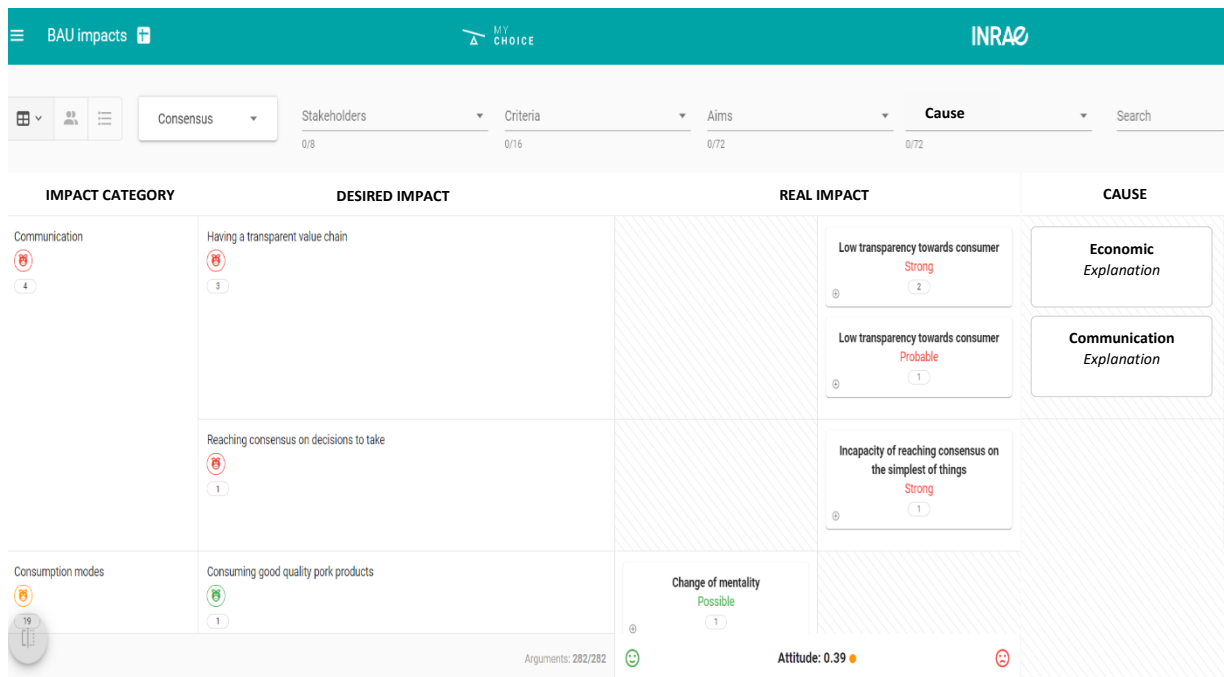 BAU impacts
MY
CHOICE
INRAE
Consensus
Stakeholders
0/8
Criteria
0/16
Aims
0/72
Cause
0/72
Search
IMPACT CATEGORY
DESIRED IMPACT
REAL IMPACT
CAUSE
Communication
4
Having a transparent value chain
3
Low transparency towards consumer
Strong
2
Economic
Explanation
Low transparency towards consumer
Probable
1
Communication
Explanation
Reaching consensus on decisions to take
1
Incapacity of reaching consensus on
the simplest of things
Strong
1
Consumption modes
19
Consuming good quality pork products
1
Change of mentality
Possible
1
Arguments: 282/282
Attitude: 0.39